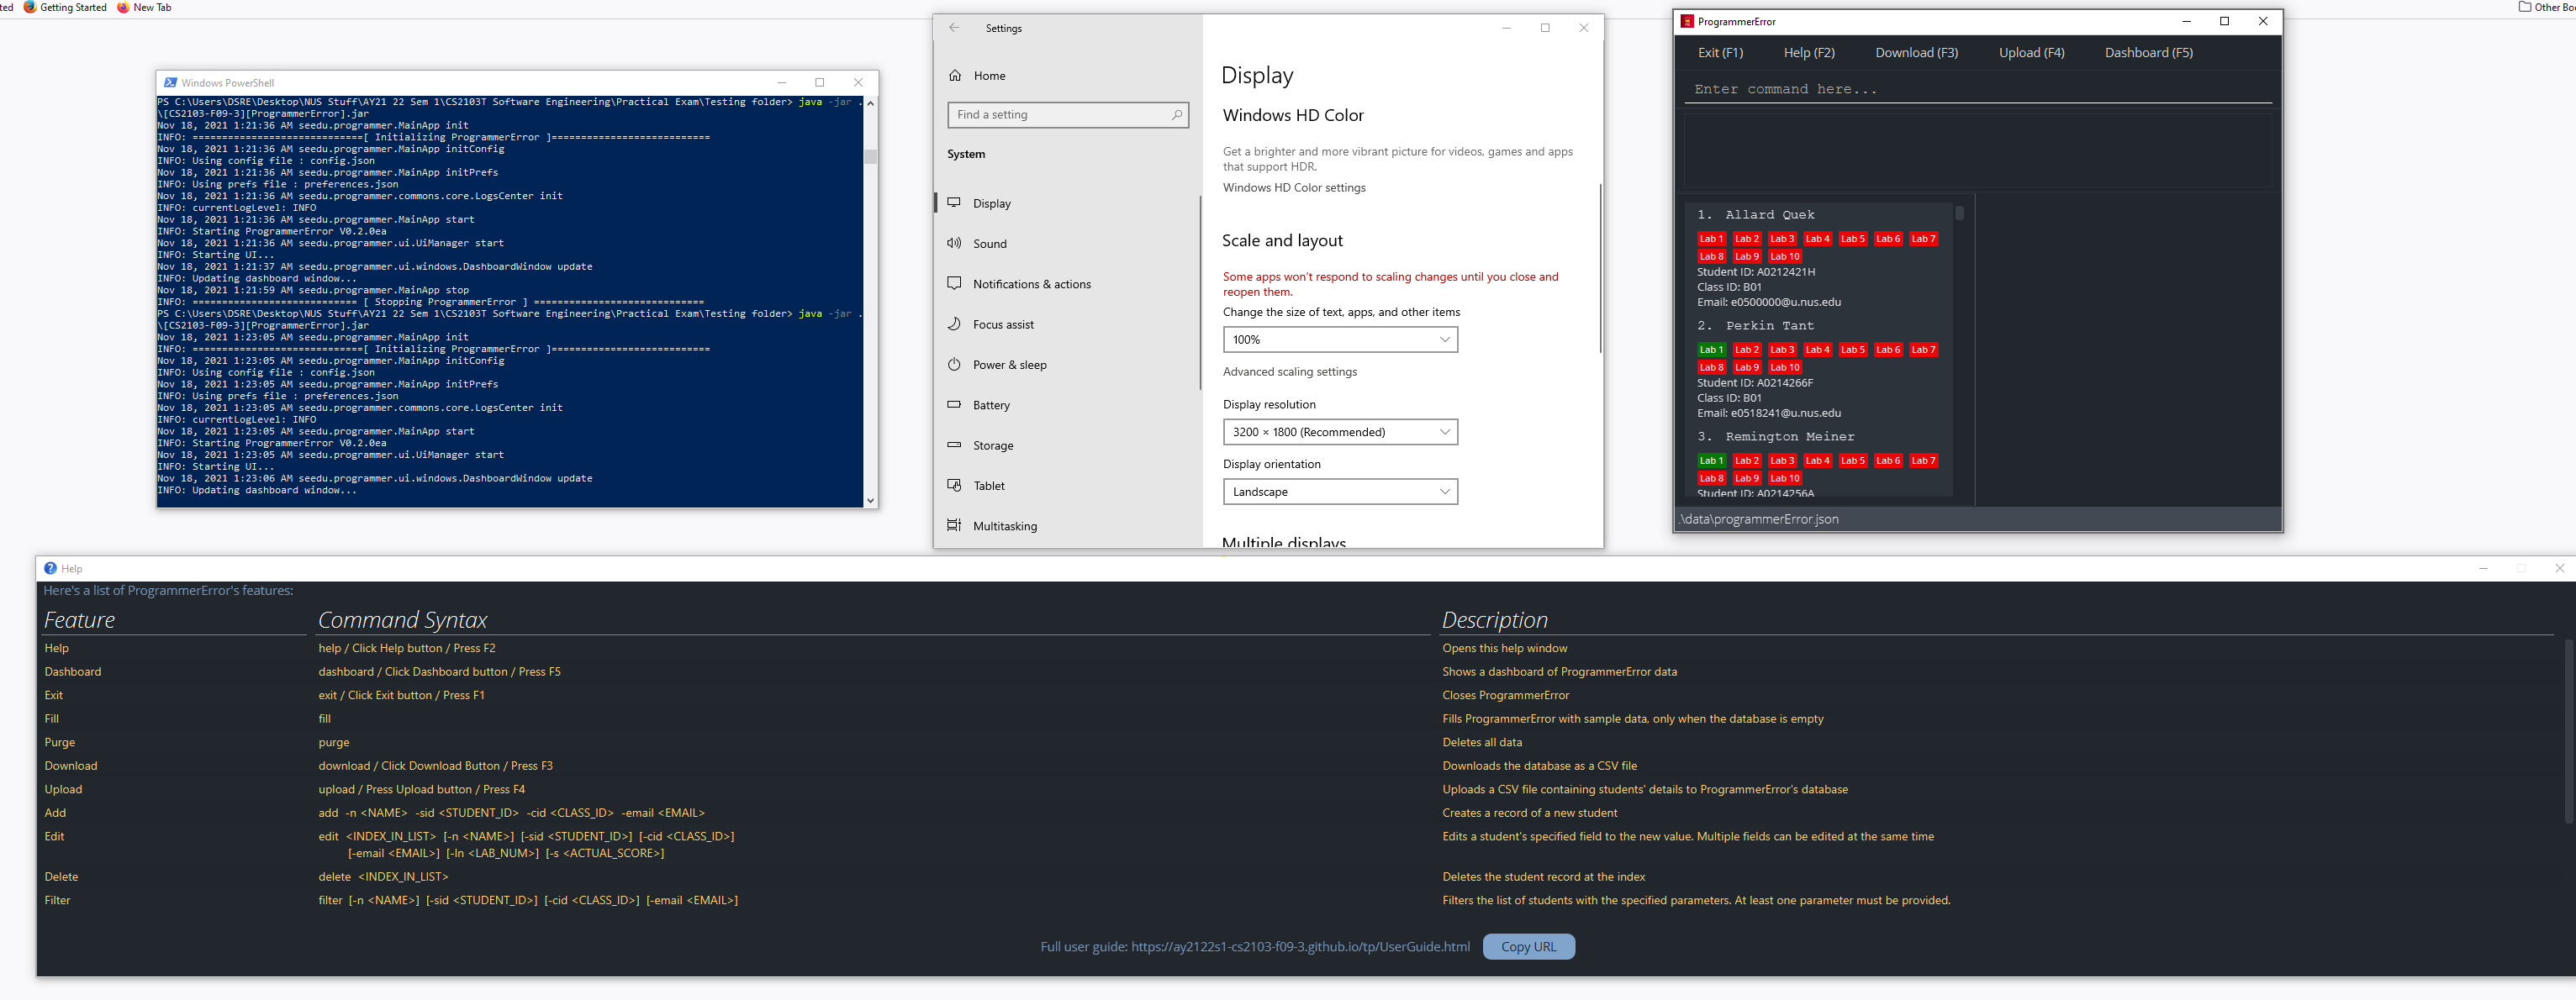 ted Getting Started New Tab Other Boo
Windows PowerShell
PS C:\Users\DSRE\Desktop\NUS Stuff\AY21 22 Sem 1\CS2103T Software Engineering\Practical Exam\Testing folder> java -jar .
\[CS2103-F09-3][ProgrammerError].jar
Nov 18, 2021 1:21:36 AM seedu.programmer.MainApp init
INFO: =============================[ Initializing ProgrammerError ]===========================
Nov 18, 2021 1:21:36 AM seedu.programmer.MainApp initConfig
INFO: Using config file : config.json
Nov 18, 2021 1:21:36 AM seedu.programmer.MainApp initPrefs
INFO: Using prefs file : preferences.json
Nov 18, 2021 1:21:36 AM seedu.programmer.commons.core.LogsCenter init
INFO: currentLogLevel: INFO
Nov 18, 2021 1:21:36 AM seedu.programmer.MainApp start
INFO: Starting ProgrammerError V0.2.0ea
Nov 18, 2021 1:21:36 AM seedu.programmer.ui.UiManager start
INFO: Starting UI...
Nov 18, 2021 1:21:37 AM seedu.programmer.ui.windows.DashboardWindow update
INFO: Updating dashboard window...
Nov 18, 2021 1:21:59 AM seedu.programmer.MainApp stop
INFO: ============================ [ Stopping ProgrammerError ] =============================
PS C:\Users\DSRE\Desktop\NUS Stuff\AY21 22 Sem 1\CS2103T Software Engineering\Practical Exam\Testing folder> java -jar .
\[CS2103-F09-3][ProgrammerError].jar
Nov 18, 2021 1:23:05 AM seedu.programmer.MainApp init
INFO: =============================[ Initializing ProgrammerError ]===========================
Nov 18, 2021 1:23:05 AM seedu.programmer.MainApp initConfig
INFO: Using config file : config.json
Nov 18, 2021 1:23:05 AM seedu.programmer.MainApp initPrefs
INFO: Using prefs file : preferences.json
Nov 18, 2021 1:23:05 AM seedu.programmer.commons.core.LogsCenter init
INFO: currentLogLevel: INFO
Nov 18, 2021 1:23:05 AM seedu.programmer.MainApp start
INFO: Starting ProgrammerError V0.2.0ea
Nov 18, 2021 1:23:05 AM seedu.programmer.ui.UiManager start
INFO: Starting UI...
Nov 18, 2021 1:23:06 AM seedu.programmer.ui.windows.DashboardWindow update
INFO: Updating dashboard window...
Settings
Home
Find a setting
System
Display
Sound
Notifications & actions
Focus assist
Power & sleep
Battery
Storage
Tablet
Multitasking
Display
Windows HD Color
Get a brighter and more vibrant picture for videos, games and apps
that support HDR.
Windows HD Color settings
Scale and layout
Some apps won't respond to scaling changes until you close and
reopen them.
Change the size of text, apps, and other items
100%
Advanced scaling settings
Display resolution
3200 × 1800 (Recommended)
Display orientation
Landscape
Multiple displays
ProgrammerError
Exit (F1) Help (F2) Download (F3) Upload (F4) Dashboard (F5)
Enter command here...
1. Allard Quek
Lab 1 Lab 2 Lab 3 Lab 4 Lab 5 Lab 6 Lab 7
Lab 8 Lab 9 Lab 10
Student ID: A0212421H
Class ID: B01
Email: e0500000@u.nus.edu
2. Perkin Tant
Lab 1 Lab 2 Lab 3 Lab 4 Lab 5 Lab 6 Lab 7
Lab 8 Lab 9 Lab 10
Student ID: A0214266F
Class ID: B01
Email: e0518241@u.nus.edu
3. Remington Meiner
Lab 1 Lab 2 Lab 3 Lab 4 Lab 5 Lab 6 Lab 7
Lab 8 Lab 9 Lab 10
Student ID: A0214256A
.\data\programmerError.json
Help
Here's a list of ProgrammerError's features:
Feature Command Syntax Description
Help help / Click Help button / Press F2 Opens this help window
Dashboard dashboard / Click Dashboard button / Press F5 Shows a dashboard of ProgrammerError data
Exit exit / Click Exit button / Press F1 Closes ProgrammerError
Fill fill Fills ProgrammerError with sample data, only when the database is empty
Purge purge Deletes all data
Download download / Click Download Button / Press F3 Downloads the database as a CSV file
Upload upload / Press Upload button / Press F4 Uploads a CSV file containing students' details to ProgrammerError's database
Add add -n <NAME> -sid <STUDENT_ID> -cid <CLASS_ID> -email <EMAIL> Creates a record of a new student
Edit edit <INDEX_IN_LIST> [-n <NAME>] [-sid <STUDENT_ID>] [-cid <CLASS_ID>] Edits a student's specified field to the new value. Multiple fields can be edited at the same time
[-email <EMAIL>] [-ln <LAB_NUM>] [-s <ACTUAL_SCORE>]
Delete delete <INDEX_IN_LIST> Deletes the student record at the index
Filter filter [-n <NAME>] [-sid <STUDENT_ID>] [-cid <CLASS_ID>] [-email <EMAIL>] Filters the list of students with the specified parameters. At least one parameter must be provided.
Full user guide: https://ay2122s1-cs2103-f09-3.github.io/tp/UserGuide.html Copy URL